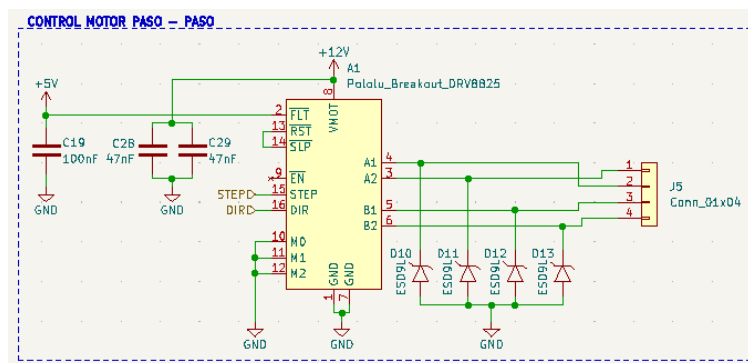 CONTROL MOTOR PASO - PASO
+12V
+5V
A1
Pololu_Breakout_DRV8825
8
VMOT
2 FLT
13 RST
14 SLP
C19
100nF
C28
47nF
C29
47nF
9 EN
STEP 15 STEP
DIR 16 DIR
10 M0
11 M1
12 M2
A1 4
A2 3
B1 5
B2 6
1
2
3
4
J5
Conn_01x04
GND
GND
D10
ESD9L
D11
ESD9L
D12
ESD9L
D13
ESD9L
GND
GND
1
7
GND
GND
GND